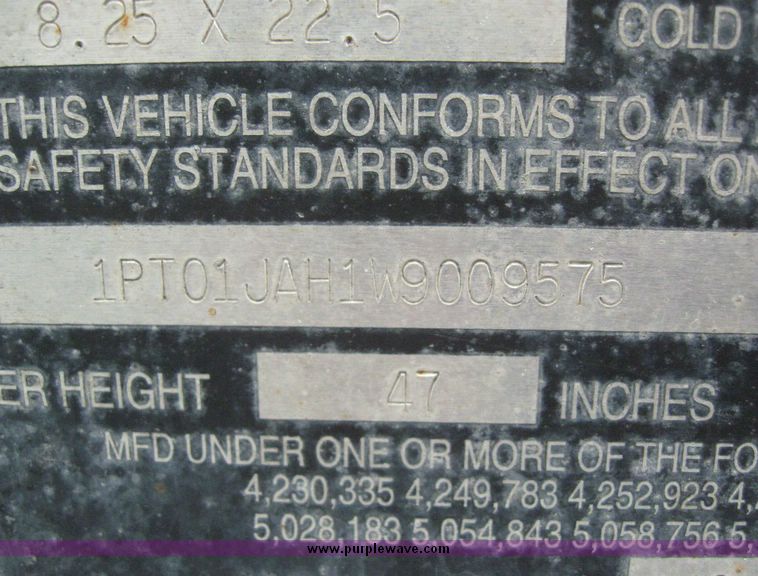 8.25 X 22.5 COLD
THIS VEHICLE CONFORMS TO ALL
SAFETY STANDARDS IN EFFECT ON
1PT01JAH1W9009575
ER HEIGHT 47 INCHES
MFD UNDER ONE OR MORE OF THE FO
4,230,335 4,249,783 4,252,923 4,
5,028,183 5,054,843 5,058,756 5,
www.purplewave.com